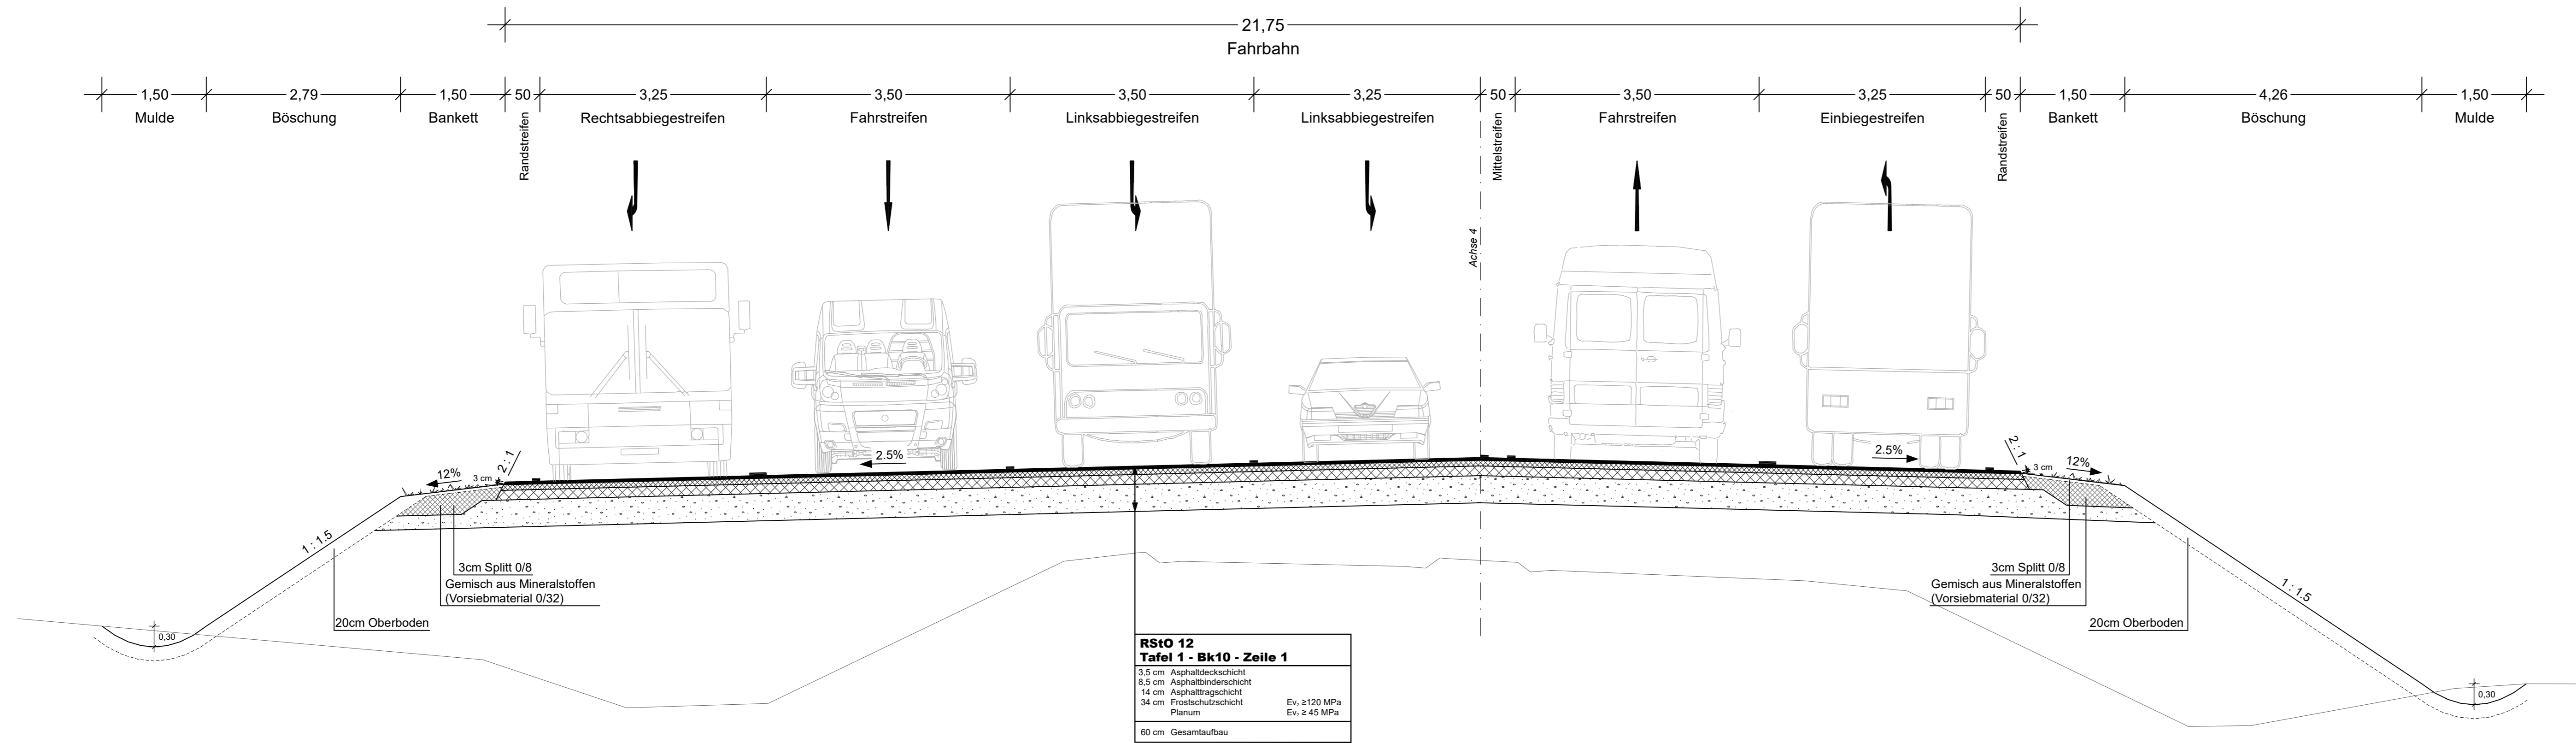 21,75
Fahrbahn
1,50 2,79 1,50 50 3,25 3,50 3,50 3,25 50 3,50 3,25 50 1,50 4,26 1,50
Mulde Böschung Bankett Randstreifen Rechtsabbiegestreifen Fahrstreifen Linksabbiegestreifen Linksabbiegestreifen Mittelstreifen Fahrstreifen Einbiegestreifen Randstreifen Bankett Böschung Mulde
Achse 4
12% 3 cm 2 : 1 2.5% 2.5% 2 : 1 3 cm 12%
1 : 1.5
3cm Splitt 0/8
Gemisch aus Mineralstoffen
(Vorsiebmaterial 0/32)
20cm Oberboden
0,30
3cm Splitt 0/8
Gemisch aus Mineralstoffen
(Vorsiebmaterial 0/32)
1 : 1.5
20cm Oberboden
0,30
RStO 12
Tafel 1 - Bk10 - Zeile 1
3,5 cm Asphaltdeckschicht
8,5 cm Asphaltbinderschicht
14 cm Asphalttragschicht
34 cm Frostschutzschicht Ev₂ ≥120 MPa
Planum Ev₂ ≥ 45 MPa
60 cm Gesamtaufbau